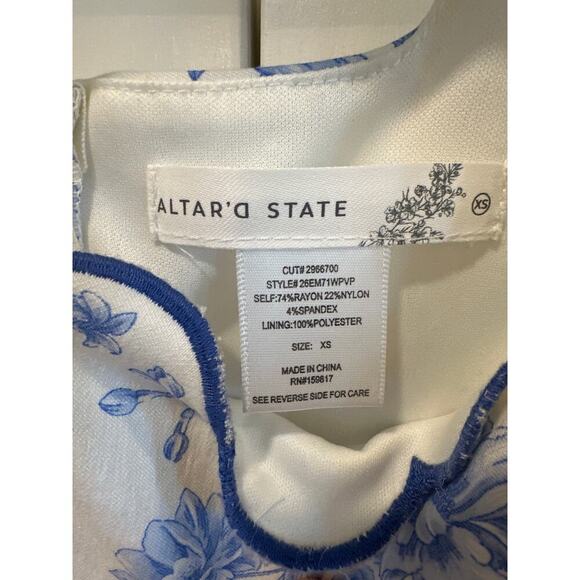 ALTAR'D STATE
XS
CUT# 2966700
STYLE# 26EM71WPVP
SELF:74%RAYON 22%NYLON
4%SPANDEX
LINING:100%POLYESTER
SIZE: XS
MADE IN CHINA
RN#159817
SEE REVERSE SIDE FOR CARE